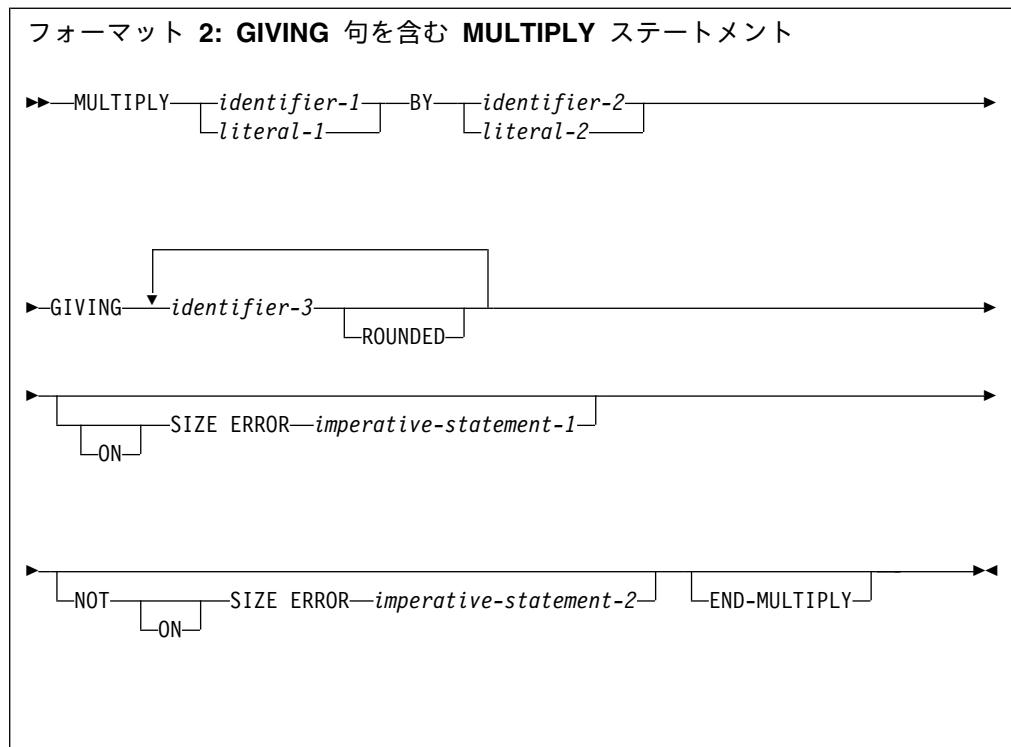 フォーマット 2: GIVING 句を含む MULTIPLY ステートメント
MULTIPLY identifier-1 BY identifier-2
literal-1 literal-2
GIVING identifier-3
ROUNDED
SIZE ERROR imperative-statement-1
ON
NOT SIZE ERROR imperative-statement-2 END-MULTIPLY
ON